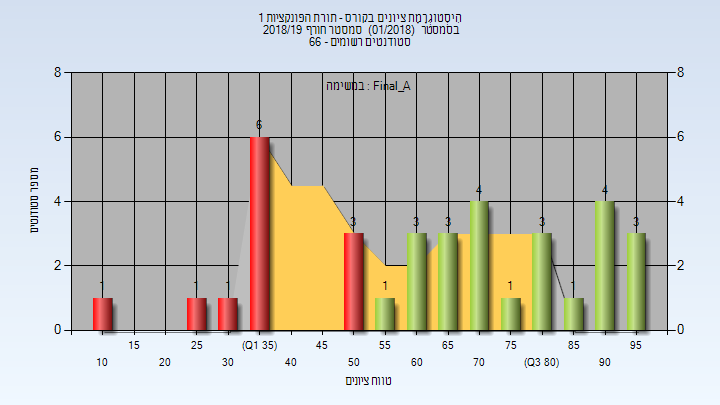 היסטוגרמת ציונים בקורס - תורת הפונקציות 1
בסמסטר (01/2018) סמסטר חורף 2018/19
סטודנטים רשומים - 66
במשימה : Final_A
8 8
6 6
4 4
2 2
0 0
מספר סטודנטים
1 1 1 6 3 1 3 3 4 1 3 1 4 3
15 25 (Q1 35) 45 55 65 75 85 95
10 20 30 40 50 60 70 (Q3 80) 90
טווח ציונים